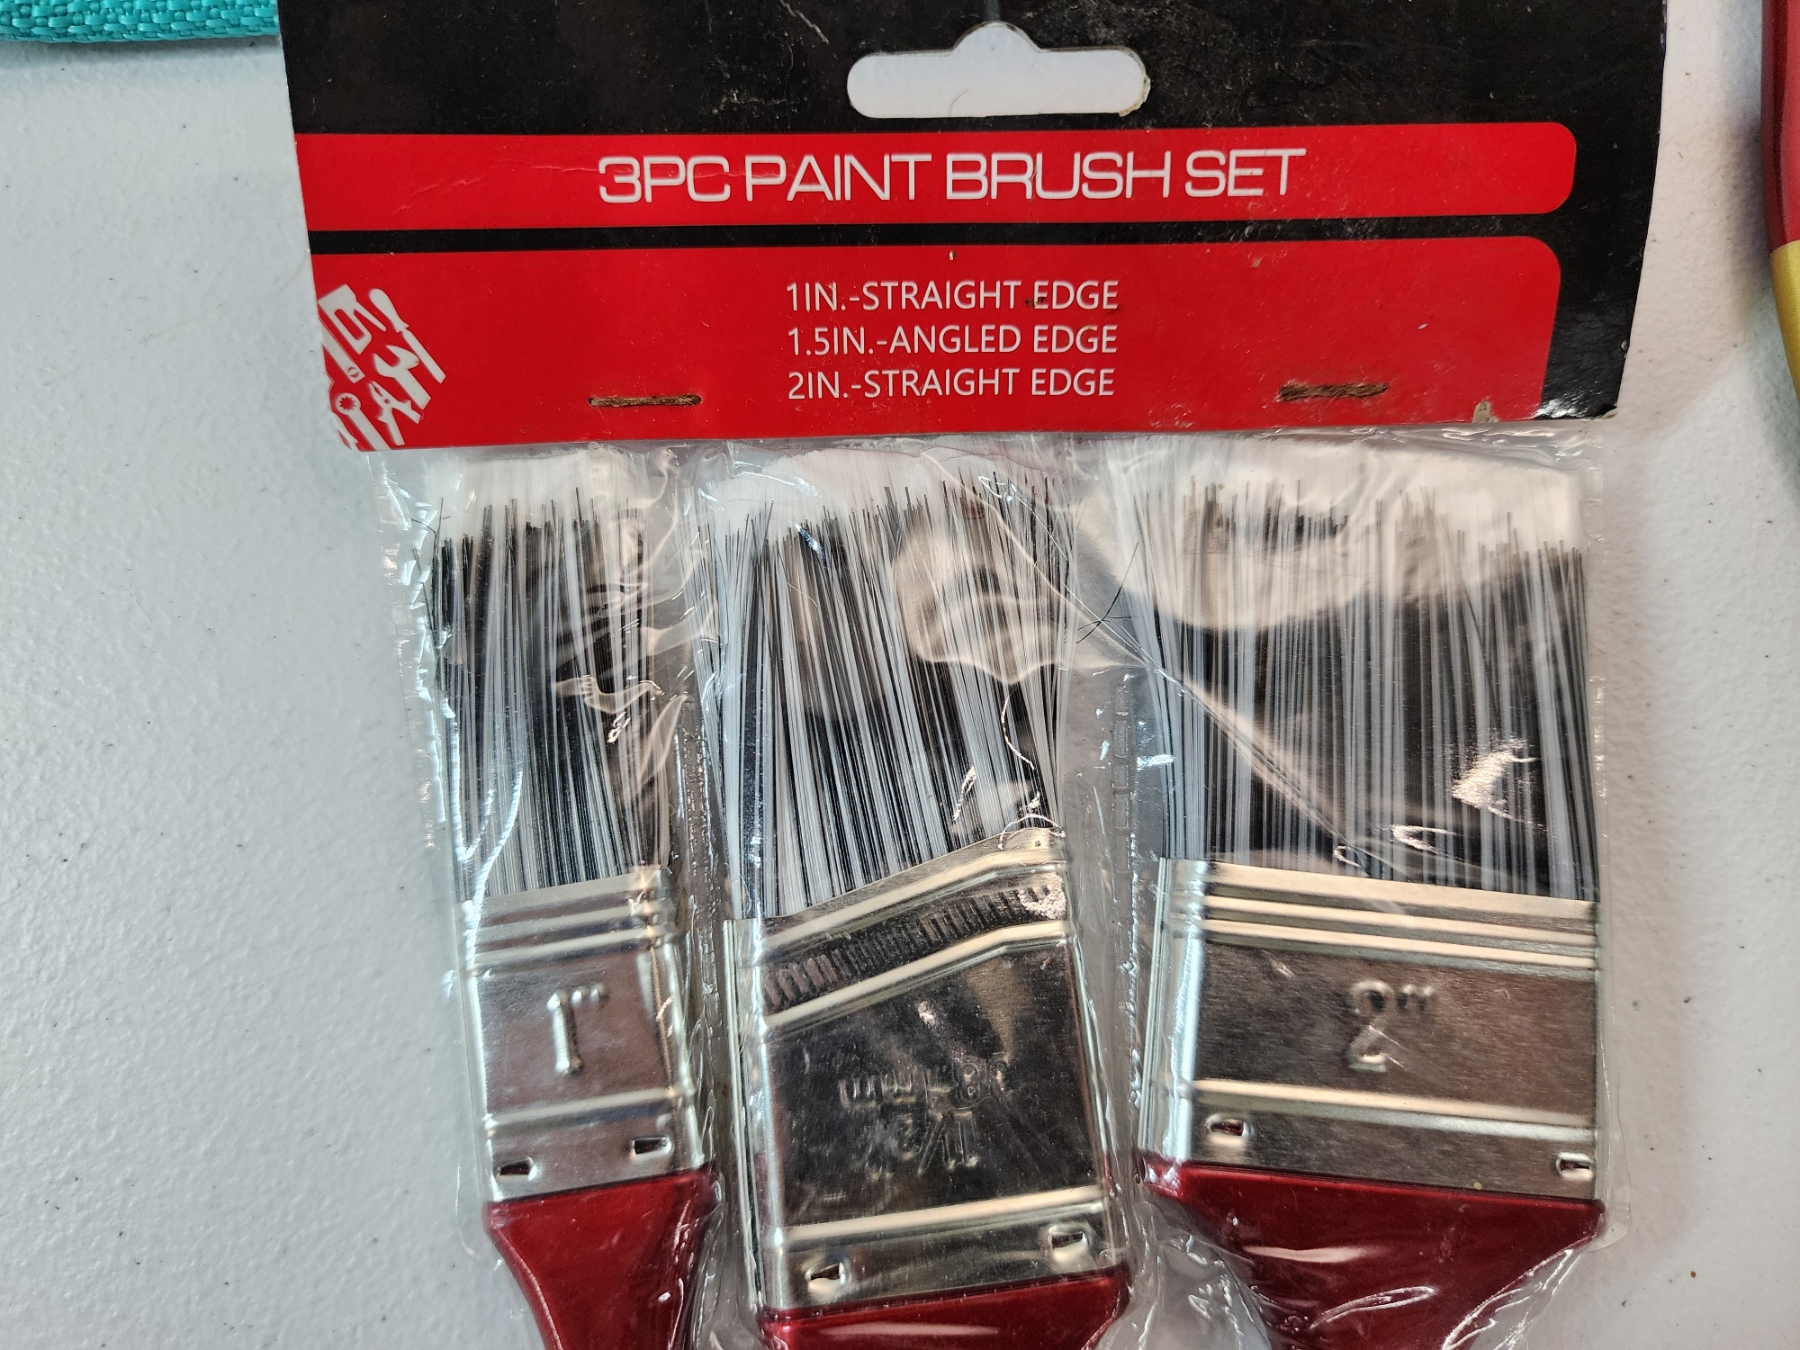 3PC PAINT BRUSH SET
1IN.-STRAIGHT EDGE
1.5IN.-ANGLED EDGE
2IN.-STRAIGHT EDGE
1"
2"